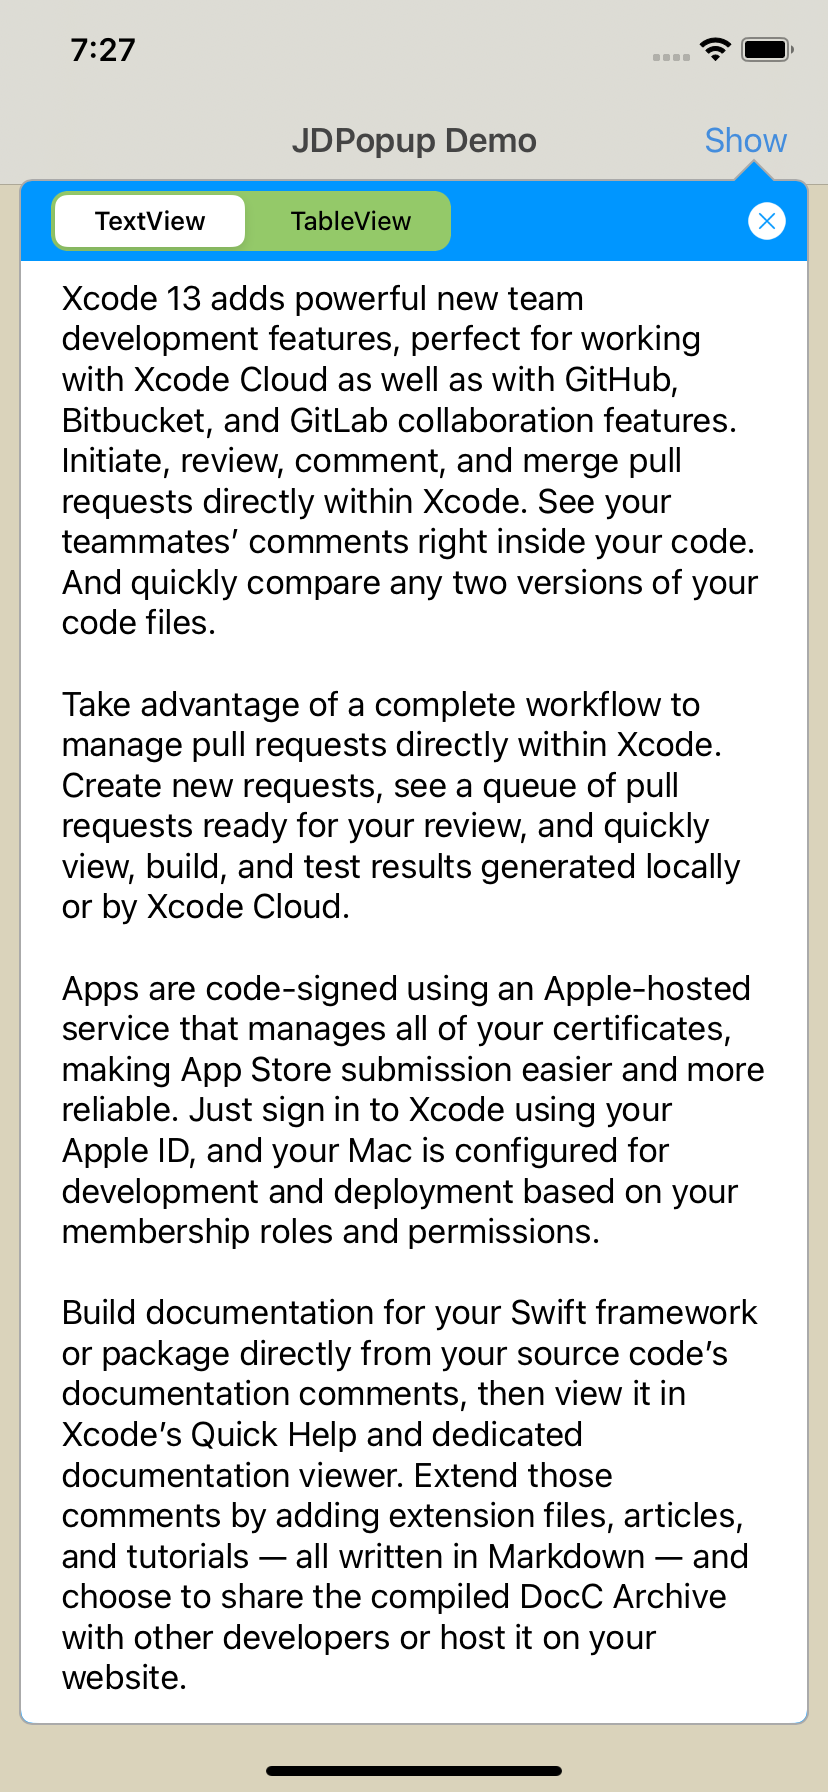 7:27
JDPopup Demo
Show
TextView
TableView
Xcode 13 adds powerful new team
development features, perfect for working
with Xcode Cloud as well as with GitHub,
Bitbucket, and GitLab collaboration features.
Initiate, review, comment, and merge pull
requests directly within Xcode. See your
teammates’ comments right inside your code.
And quickly compare any two versions of your
code files.
Take advantage of a complete workflow to
manage pull requests directly within Xcode.
Create new requests, see a queue of pull
requests ready for your review, and quickly
view, build, and test results generated locally
or by Xcode Cloud.
Apps are code-signed using an Apple-hosted
service that manages all of your certificates,
making App Store submission easier and more
reliable. Just sign in to Xcode using your
Apple ID, and your Mac is configured for
development and deployment based on your
membership roles and permissions.
Build documentation for your Swift framework
or package directly from your source code’s
documentation comments, then view it in
Xcode’s Quick Help and dedicated
documentation viewer. Extend those
comments by adding extension files, articles,
and tutorials — all written in Markdown — and
choose to share the compiled DocC Archive
with other developers or host it on your
website.